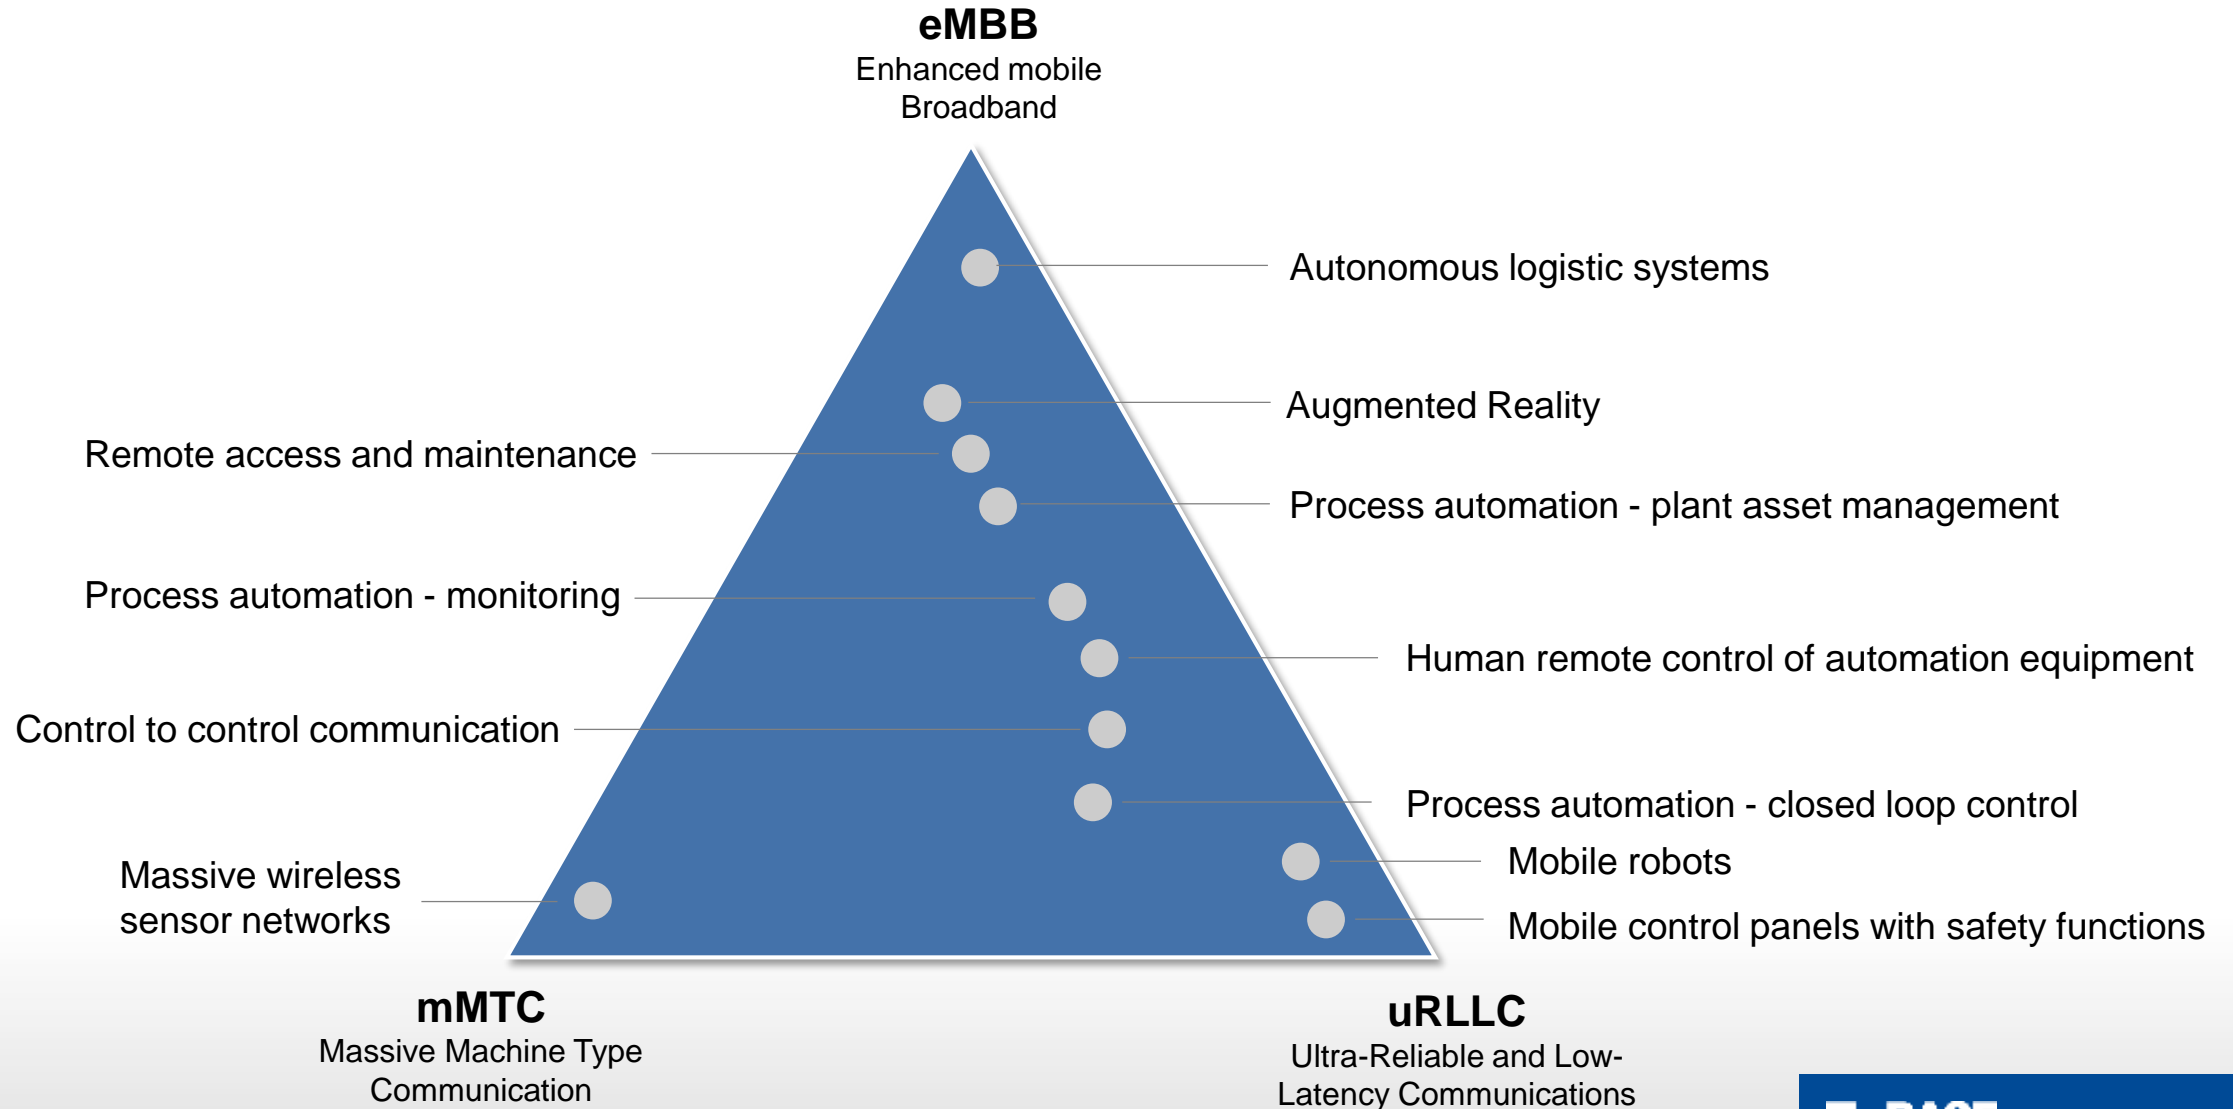 eMBB
Enhanced mobile
Broadband
Autonomous logistic systems
Augmented Reality
Remote access and maintenance
Process automation - plant asset management
Process automation - monitoring
Human remote control of automation equipment
Control to control communication
Process automation - closed loop control
Mobile robots
Massive wireless
sensor networks
Mobile control panels with safety functions
mMTC
Massive Machine Type
Communication
uRLLC
Ultra-Reliable and Low-
Latency Communications